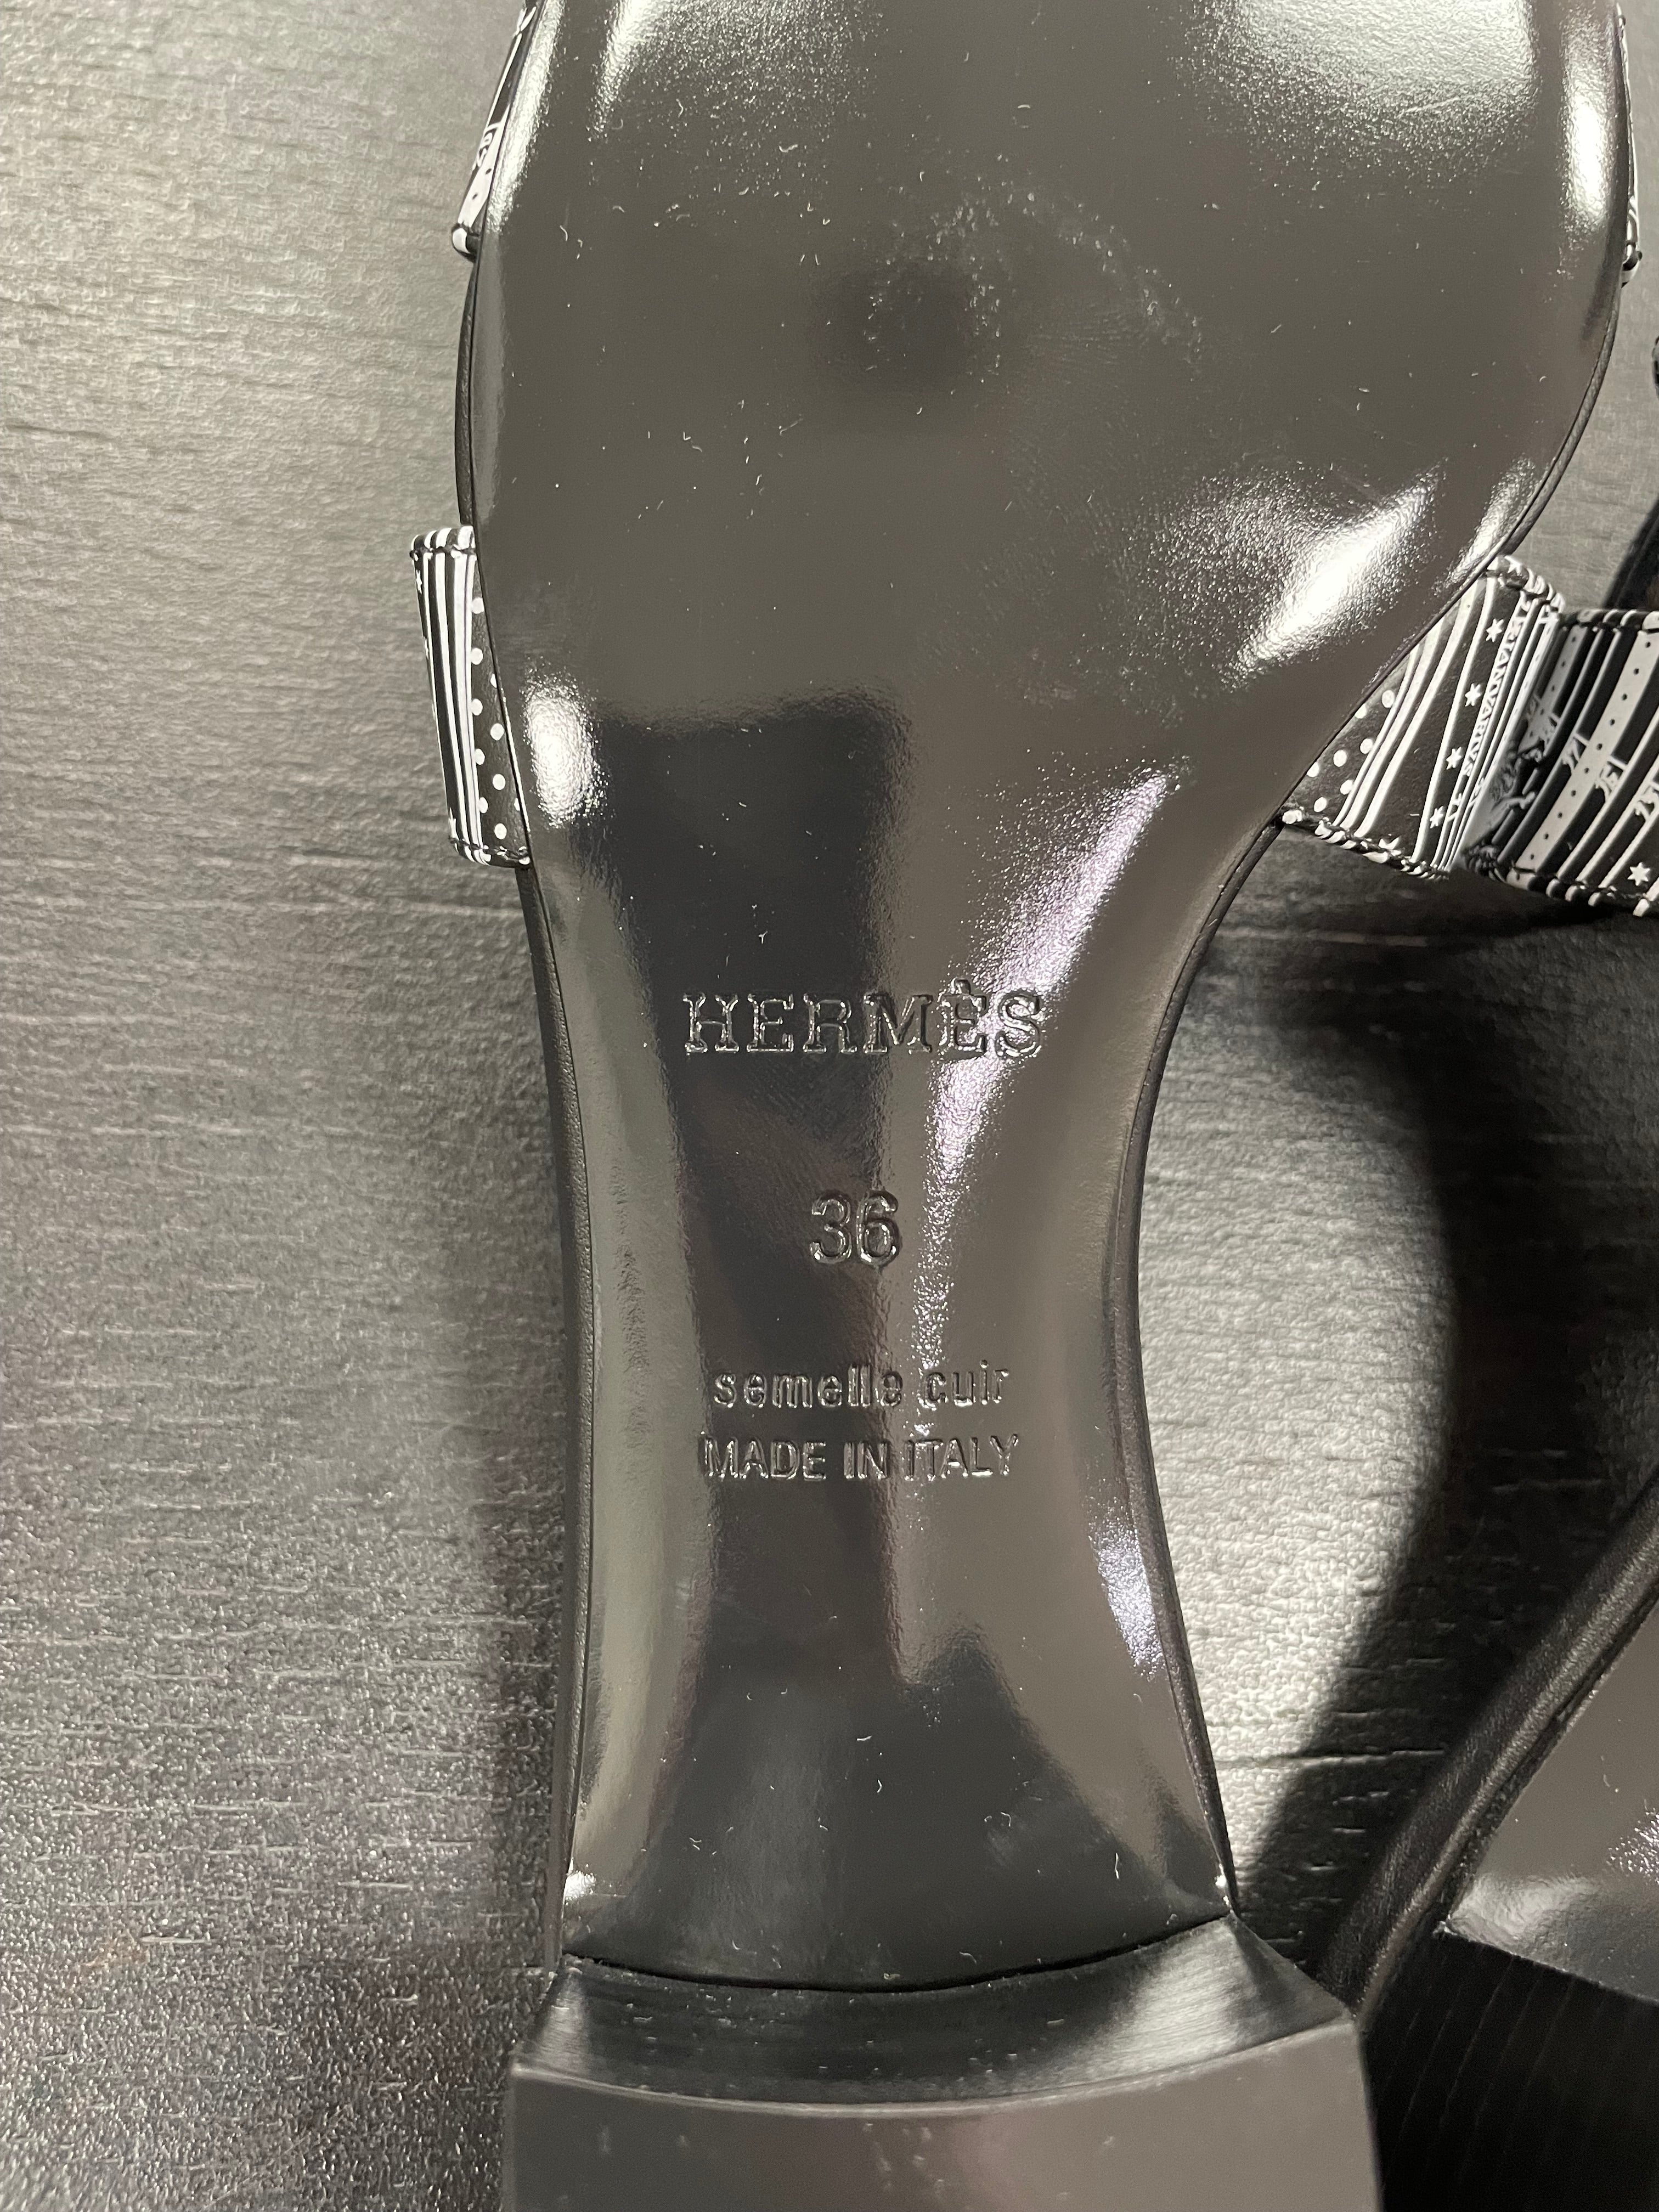 HERMÈS
36
semelle cuir
MADE IN ITALY